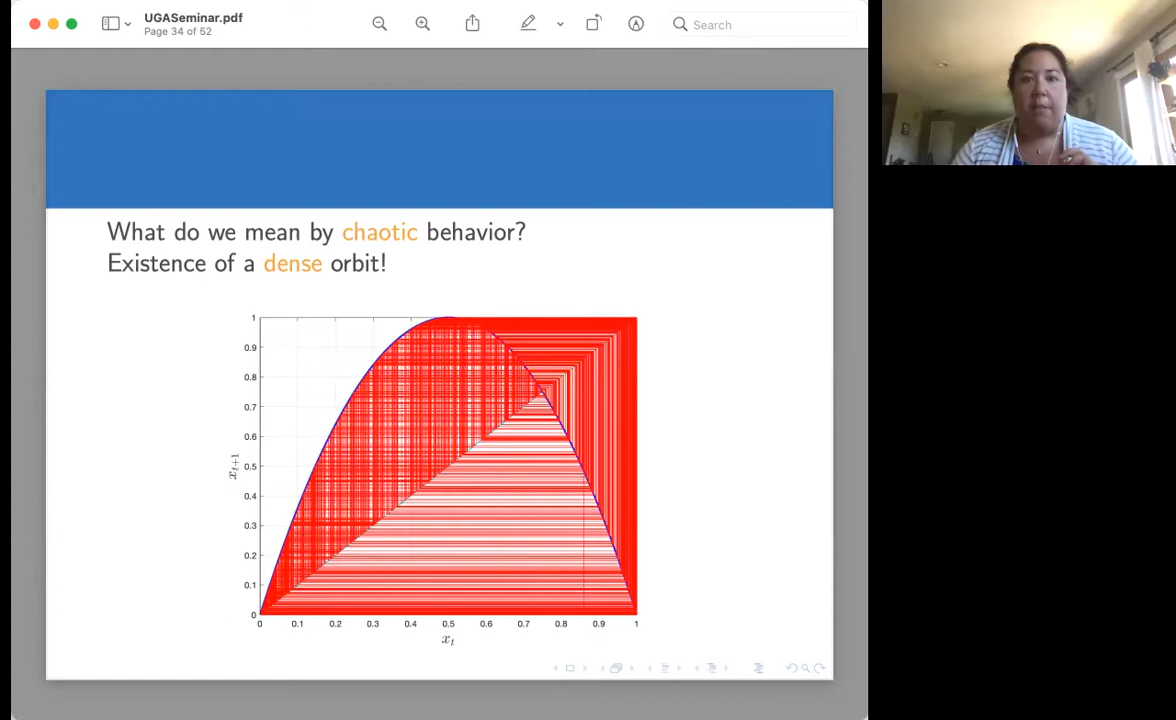 UGASeminar.pdf
Page 34 of 52
Search
What do we mean by chaotic behavior?
Existence of a dense orbit!
1
0.9
0.8
0.7
0.6
0.5
0.4
0.3
0.2
0.1
0
x_{t+1}
0 0.1 0.2 0.3 0.4 0.5 0.6 0.7 0.8 0.9 1
x_t